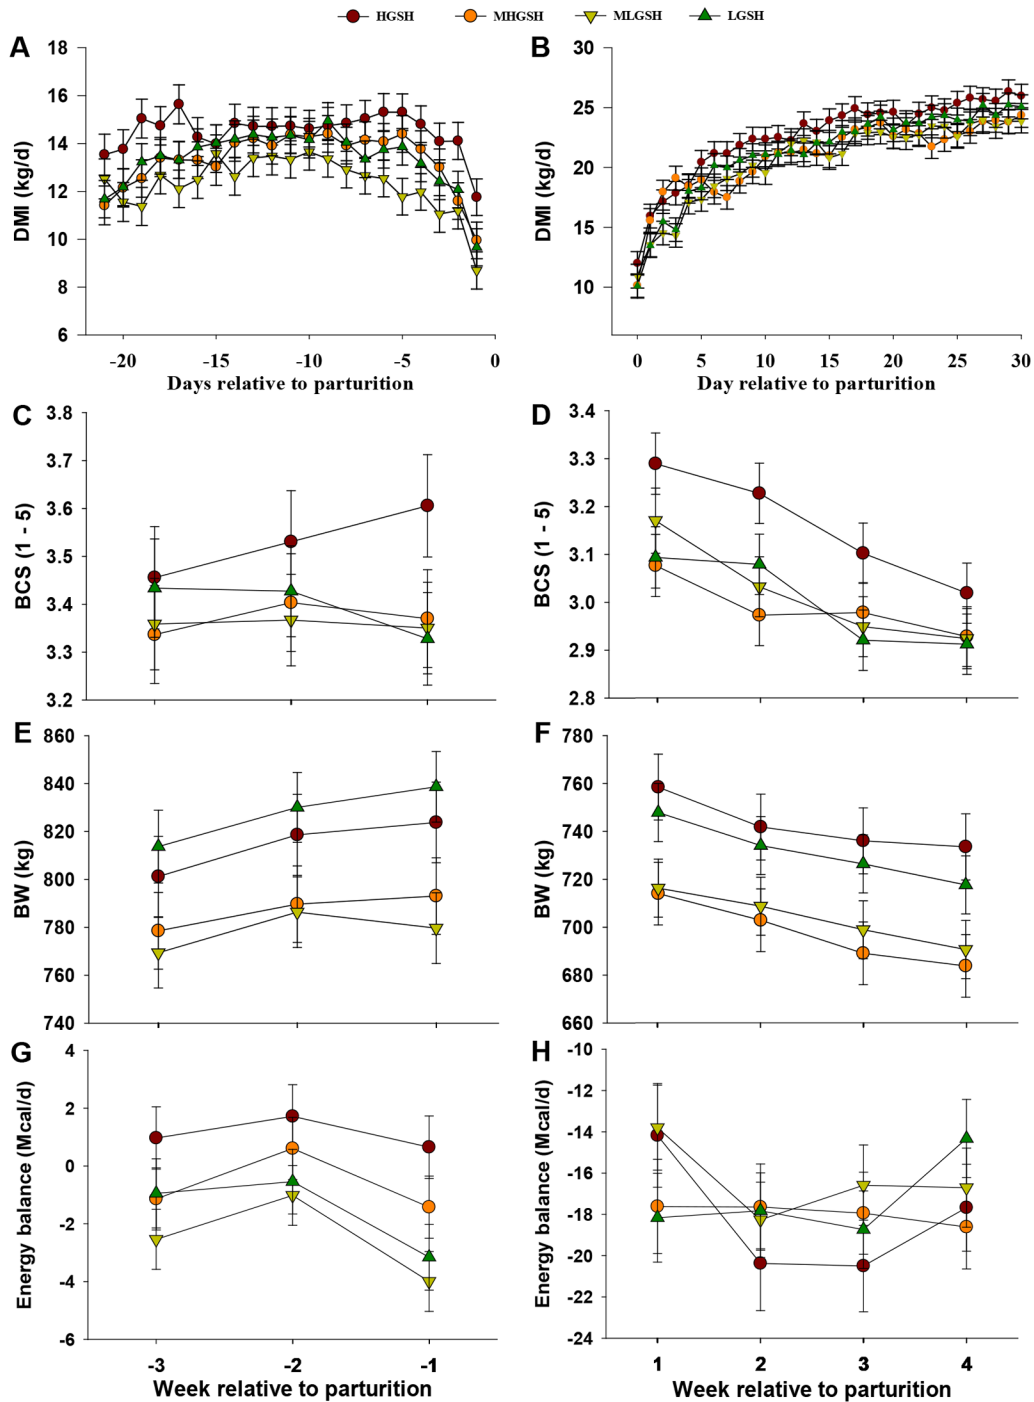 HGSH MHGSH MLGSH LGSH
A
18
16
14
12
10
8
6
DMI (kg/d)
-20 -15 -10 -5 0
Days relative to parturition
B
30
25
20
15
10
DMI (kg/d)
0 5 10 15 20 25 30
Day relative to parturition
C
3.8
3.7
3.6
3.5
3.4
3.3
3.2
BCS (1 - 5)
D
3.4
3.3
3.2
3.1
3.0
2.9
2.8
BCS (1 - 5)
E
860
840
820
800
780
760
740
BW (kg)
F
780
760
740
720
700
680
660
BW (kg)
G
4
2
0
-2
-4
-6
Energy balance (Mcal/d)
-3 -2 -1
Week relative to parturition
H
-10
-12
-14
-16
-18
-20
-22
-24
Energy balance (Mcal/d)
1 2 3 4
Week relative to parturition